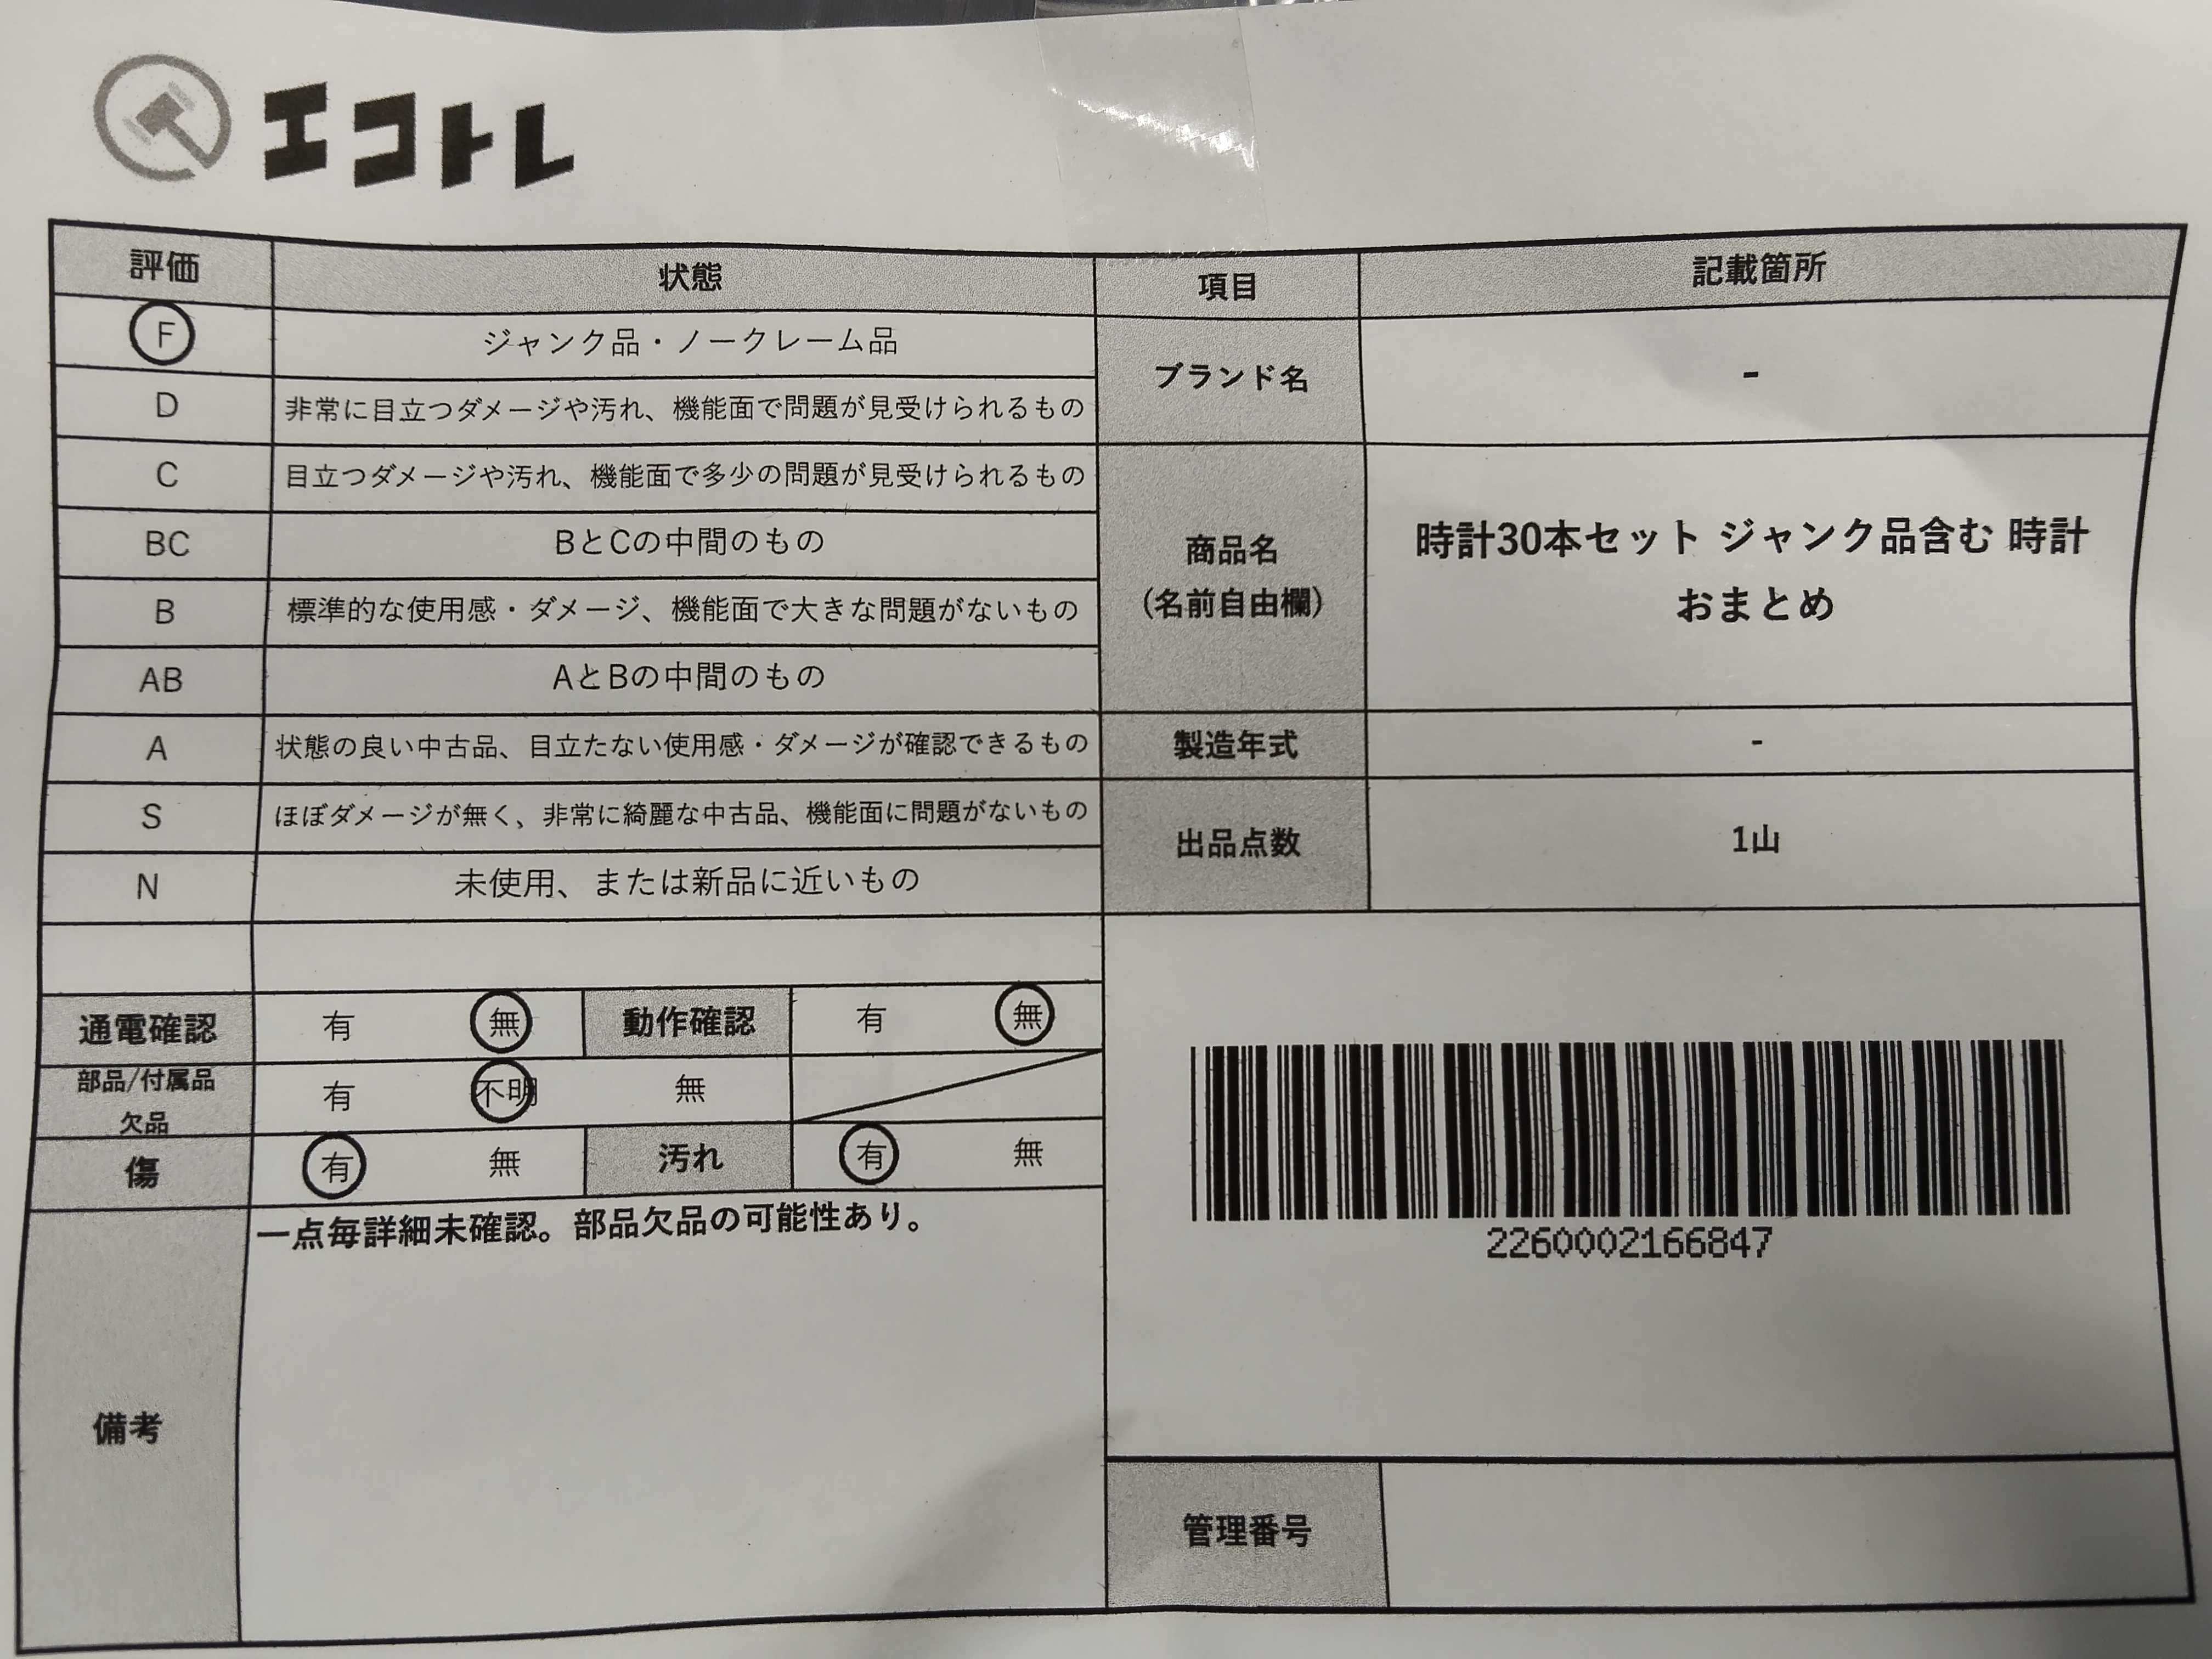 エコトレ
評価 状態 項目 記載箇所
F ジャンク品・ノークレーム品
D 非常に目立つダメージや汚れ、機能面で問題が見受けられるもの
ブランド名 -
C 目立つダメージや汚れ、機能面で多少の問題が見受けられるもの
BC BとCの中間のもの
B 標準的な使用感・ダメージ、機能面で大きな問題がないもの
AB AとBの中間のもの
商品名
(名前自由欄)
時計30本セット ジャンク品含む 時計
おまとめ
A 状態の良い中古品、目立たない使用感・ダメージが確認できるもの
製造年式 -
S ほぼダメージが無く、非常に綺麗な中古品、機能面に問題がないもの
N 未使用、または新品に近いもの
出品点数 1山
通電確認 有 無 動作確認 有 無
部品/付属品
欠品
有 不明 無
傷 有 無 汚れ 有 無
備考
一点毎詳細未確認。部品欠品の可能性あり。
2260002166847
管理番号